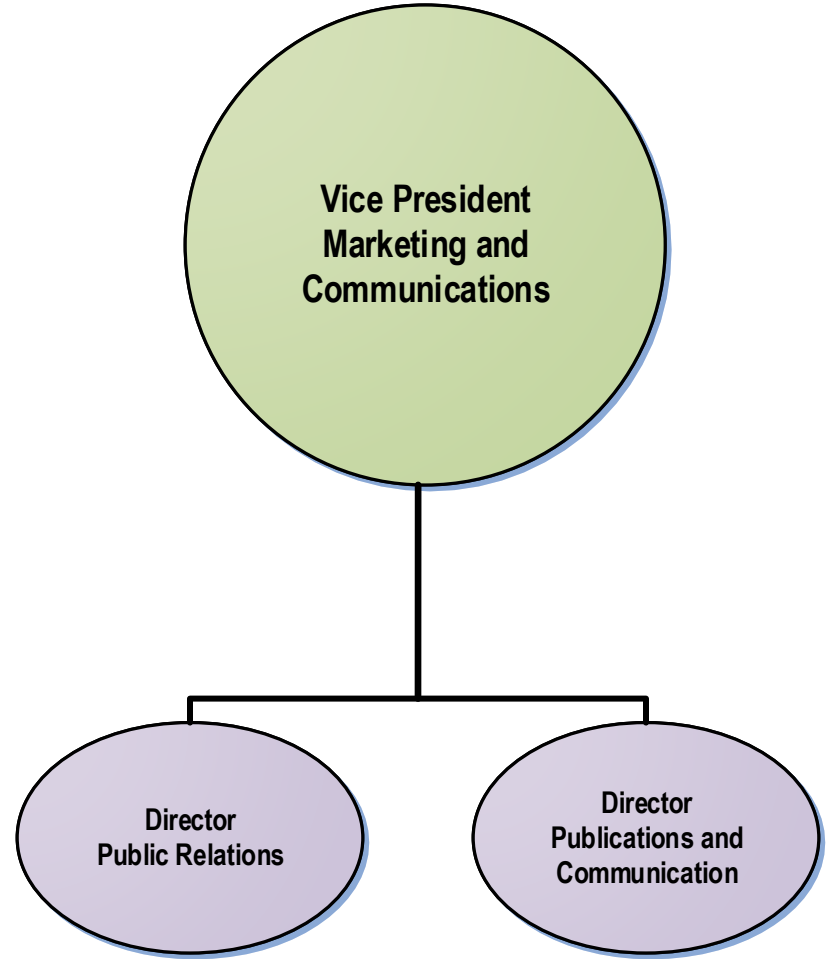 Vice President
Marketing and
Communications
Director
Public Relations
Director
Publications and
Communication